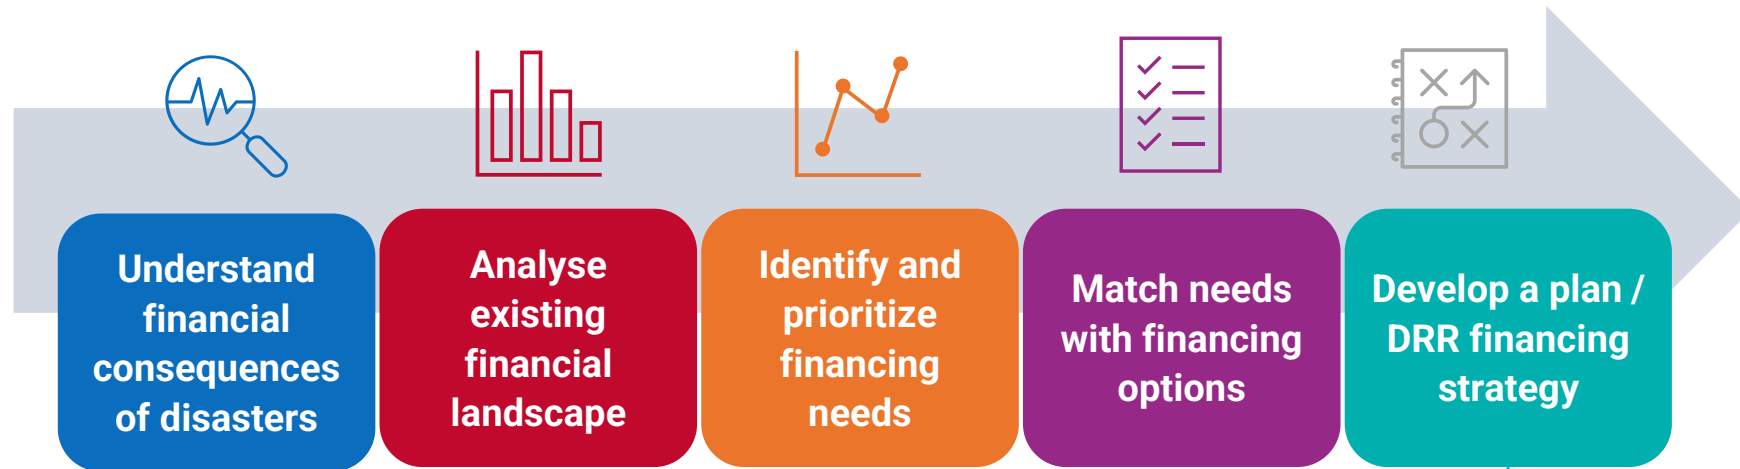 Understand
financial
consequences
of disasters
Analyse
existing
financial
landscape
Identify and
prioritize
financing
needs
Match needs
with financing
options
Develop a plan /
DRR financing
strategy